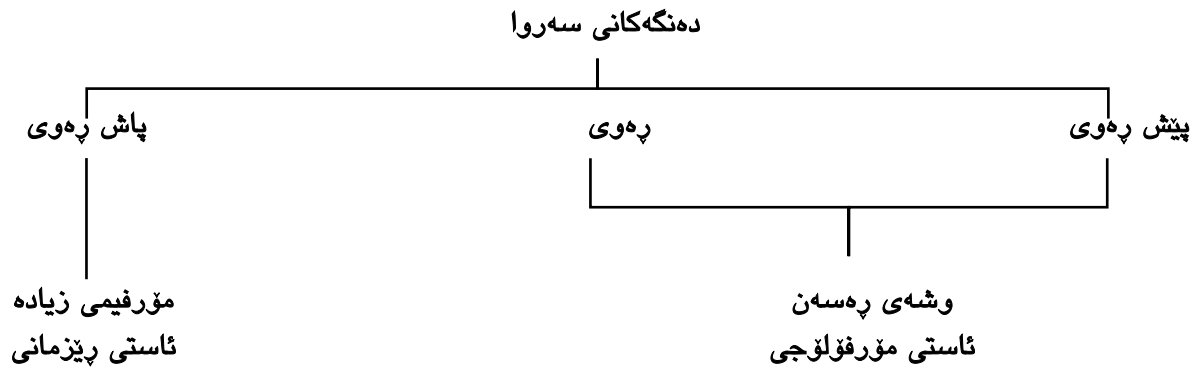 دەنگەکانی سەروا
پێش ڕەوی
ڕەوی
پاش ڕەوی
وشەی ڕەسەن
ئاستی مۆرفۆلۆجی
مۆرفیمی زیادە
ئاستی ڕێزمانی